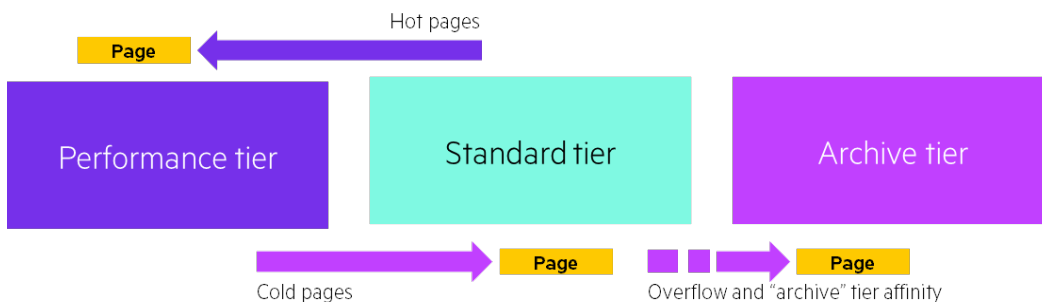 Hot pages
Page
Performance tier
Standard tier
Archive tier
Page
Page
Cold pages
Overflow and “archive” tier affinity